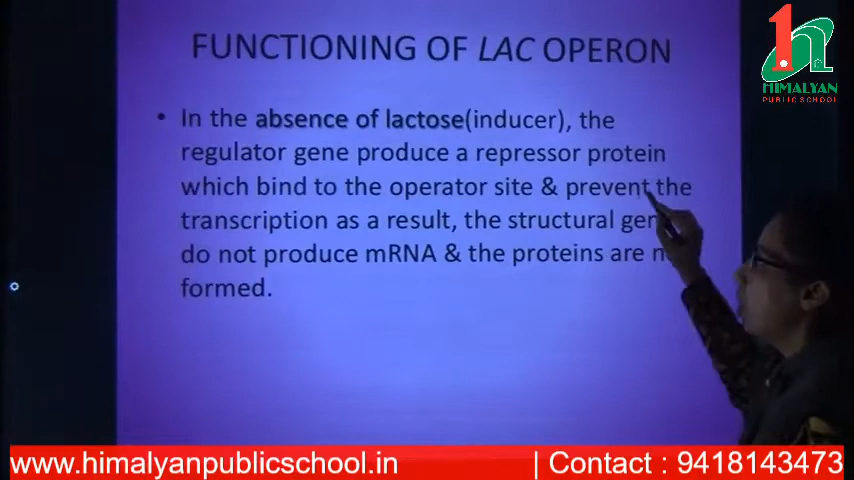 FUNCTIONING OF LAC OPERON
• In the absence of lactose(inducer), the
regulator gene produce a repressor protein
which bind to the operator site & prevent the
transcription as a result, the structural
do not produce mRNA & the proteins are
formed.
HIMALYAN
PUBLIC SCHOOL
www.himalyanpublicschool.in | Contact : 9418143473